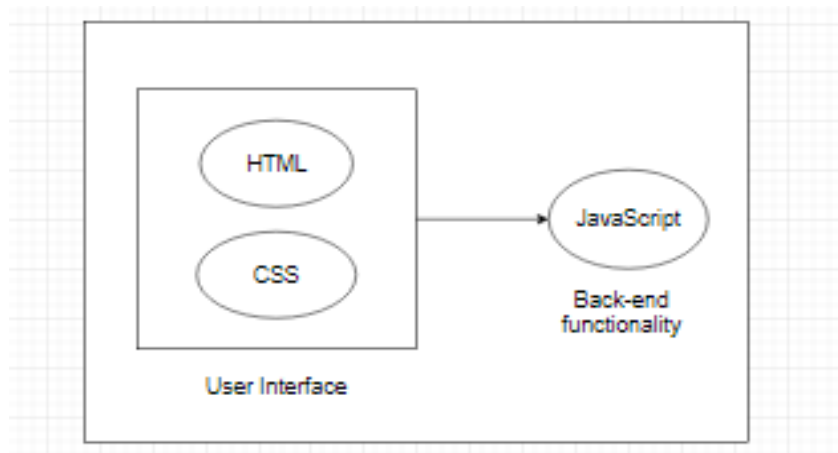 HTML
CSS
User Interface
JavaScript
Back-end
functionality